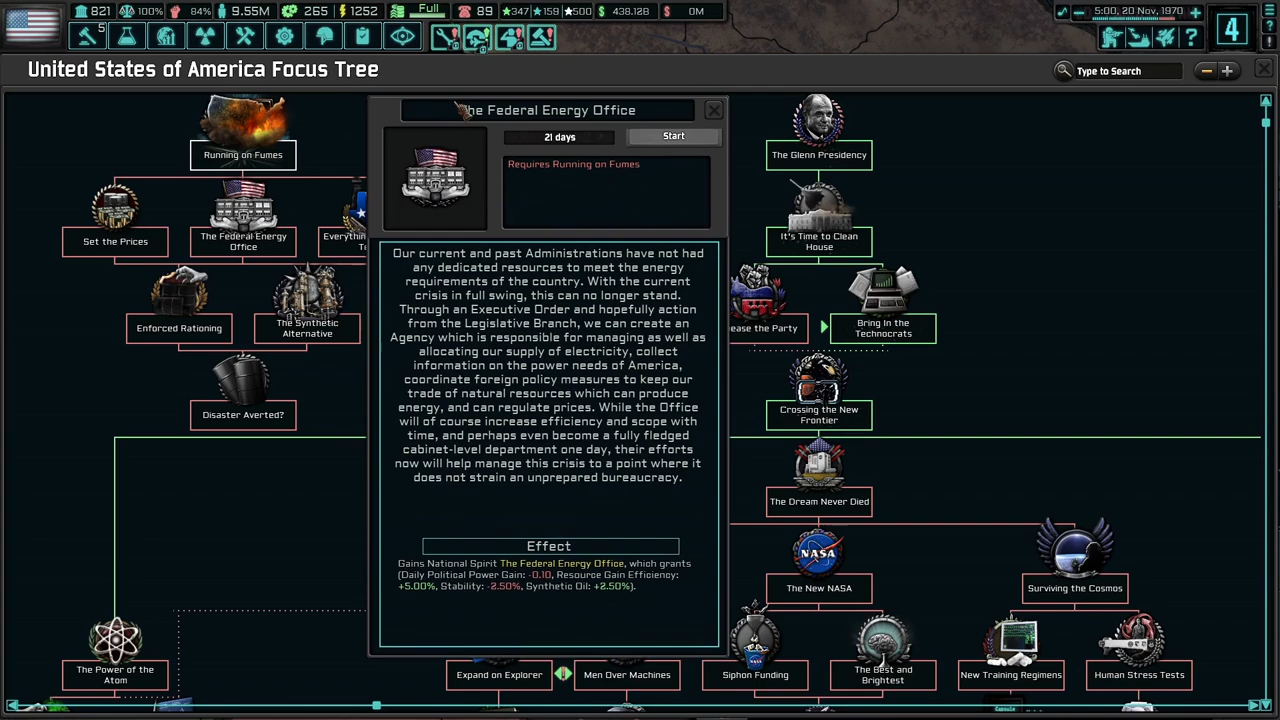 821
100%
84%
9.55M
265
1252
Full
89
347
159
500
$ 438.12B
$ 0M
5:00, 20 Nov, 1970
4
5
United States of America Focus Tree
Type to Search
Running on Fumes
Set the Prices
The Federal Energy
Office
Enforced Rationing
The Synthetic
Alternative
Disaster Averted?
The Power of the
Atom
he Federal Energy Office
21 days
Start
Requires Running on Fumes
Our current and past Administrations have not had
any dedicated resources to meet the energy
requirements of the country. With the current
crisis in full swing, this can no longer stand.
Through an Executive Order and hopefully action
from the Legislative Branch, we can create an
Agency which is responsible for managing as well as
allocating our supply of electricity, collect
information on the power needs of America,
coordinate foreign policy measures to keep our
trade of natural resources which can produce
energy, and can regulate prices. While the Office
will of course increase efficiency and scope with
time, and perhaps even become a fully fledged
cabinet-level department one day, their efforts
now will help manage this crisis to a point where it
does not strain an unprepared bureaucracy.
Effect
Gains National Spirit The Federal Energy Office, which grants
(Daily Political Power Gain: -0.10, Resource Gain Efficiency:
+5.00%, Stability: -2.50%, Synthetic Oil: +2.50%).
The Glenn Presidency
It's Time to Clean
House
ease the Party
Bring In the
Technocrats
Crossing the New
Frontier
The Dream Never Died
NASA
The New NASA
Surviving the Cosmos
Expand on Explorer
Men Over Machines
Siphon Funding
The Best and
Brightest
New Training Regimens
Human Stress Tests